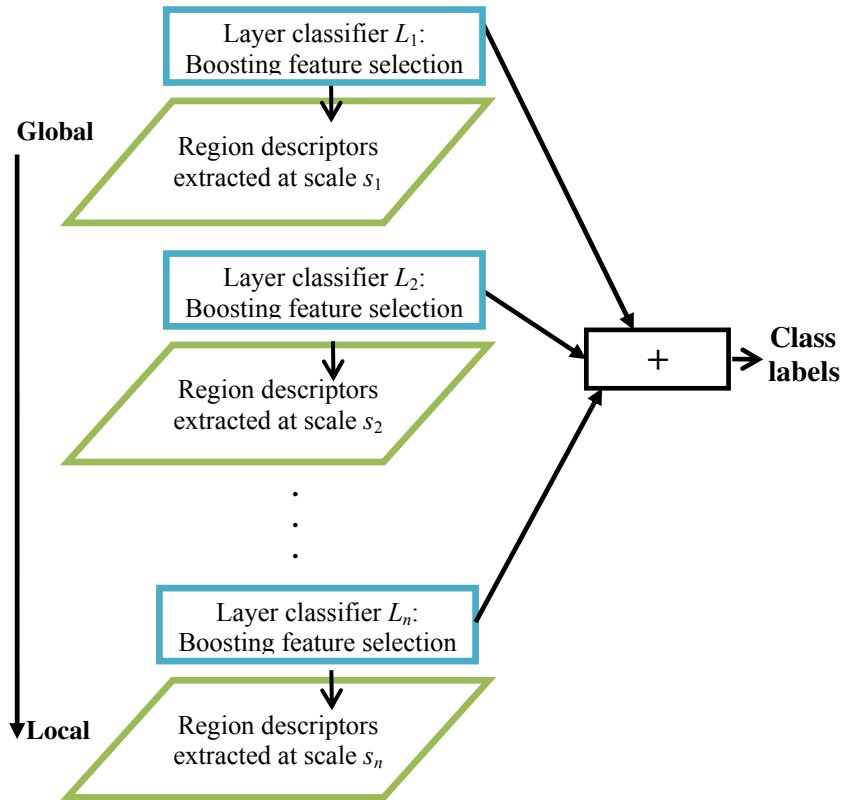 Layer classifier L₁:
Boosting feature selection
Global
Region descriptors
extracted at scale s₁
Layer classifier L₂:
Boosting feature selection
+
Class
labels
Region descriptors
extracted at scale s₂
.
.
.
Layer classifier Lₙ:
Boosting feature selection
Local
Region descriptors
extracted at scale sₙ